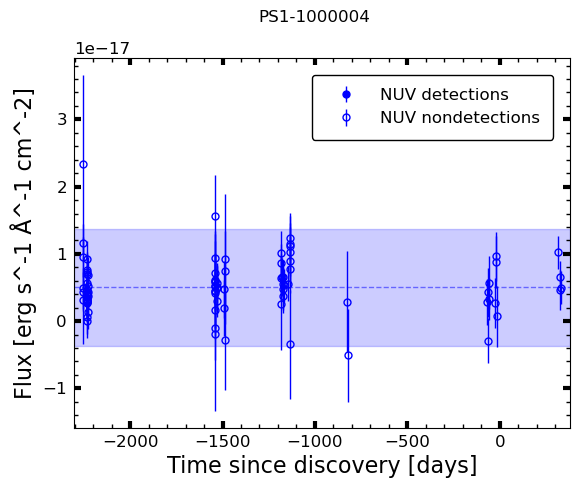 PS1-1000004
1e−17
NUV detections
NUV nondetections
3
2
1
0
−1
Flux [erg s^-1 Å^-1 cm^-2]
−2000 −1500 −1000 −500 0
Time since discovery [days]